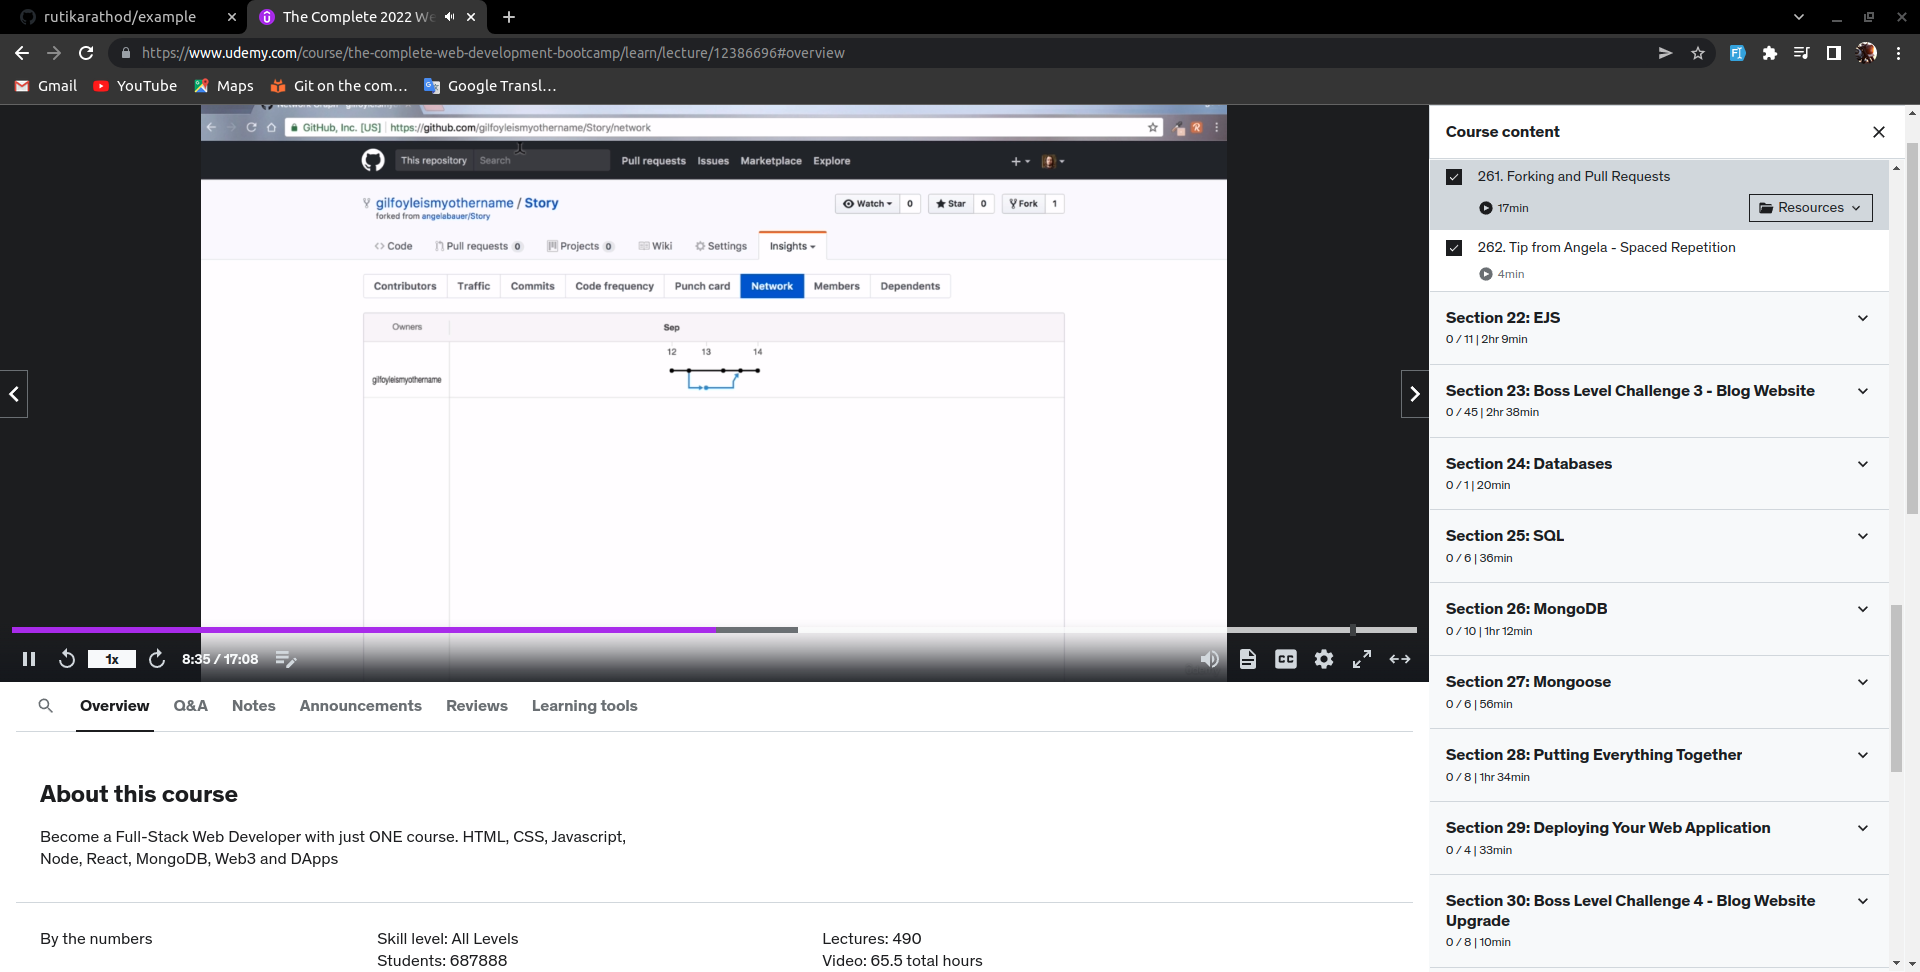 rutikarathod/example
The Complete 2022 We
https://www.udemy.com/course/the-complete-web-development-bootcamp/learn/lecture/12386696#overview
Gmail
YouTube
Maps
Git on the com…
Google Transl…
GitHub, Inc. [US]
https://github.com/gilfoyleismyothername/Story/network
This repository
Search
Pull requests
Issues
Marketplace
Explore
gilfoyleismyothername / Story
forked from angelabauer/Story
Watch
0
Star
0
Fork
1
Code
Pull requests 0
Projects 0
Wiki
Settings
Insights
Contributors
Traffic
Commits
Code frequency
Punch card
Network
Members
Dependents
Owners
Sep
12
13
14
gilfoyleismyothername
1x
8:35 / 17:08
CC
Course content
261. Forking and Pull Requests
17min
Resources
262. Tip from Angela - Spaced Repetition
4min
Section 22: EJS
0 / 11 | 2hr 9min
Section 23: Boss Level Challenge 3 - Blog Website
0 / 45 | 2hr 38min
Section 24: Databases
0 / 1 | 20min
Section 25: SQL
0 / 6 | 36min
Section 26: MongoDB
0 / 10 | 1hr 12min
Section 27: Mongoose
0 / 6 | 56min
Section 28: Putting Everything Together
0 / 8 | 1hr 34min
Section 29: Deploying Your Web Application
0 / 4 | 33min
Section 30: Boss Level Challenge 4 - Blog Website
Upgrade
0 / 8 | 10min
Overview
Q&A
Notes
Announcements
Reviews
Learning tools
About this course
Become a Full-Stack Web Developer with just ONE course. HTML, CSS, Javascript,
Node, React, MongoDB, Web3 and DApps
By the numbers
Skill level: All Levels
Students: 687888
Lectures: 490
Video: 65.5 total hours